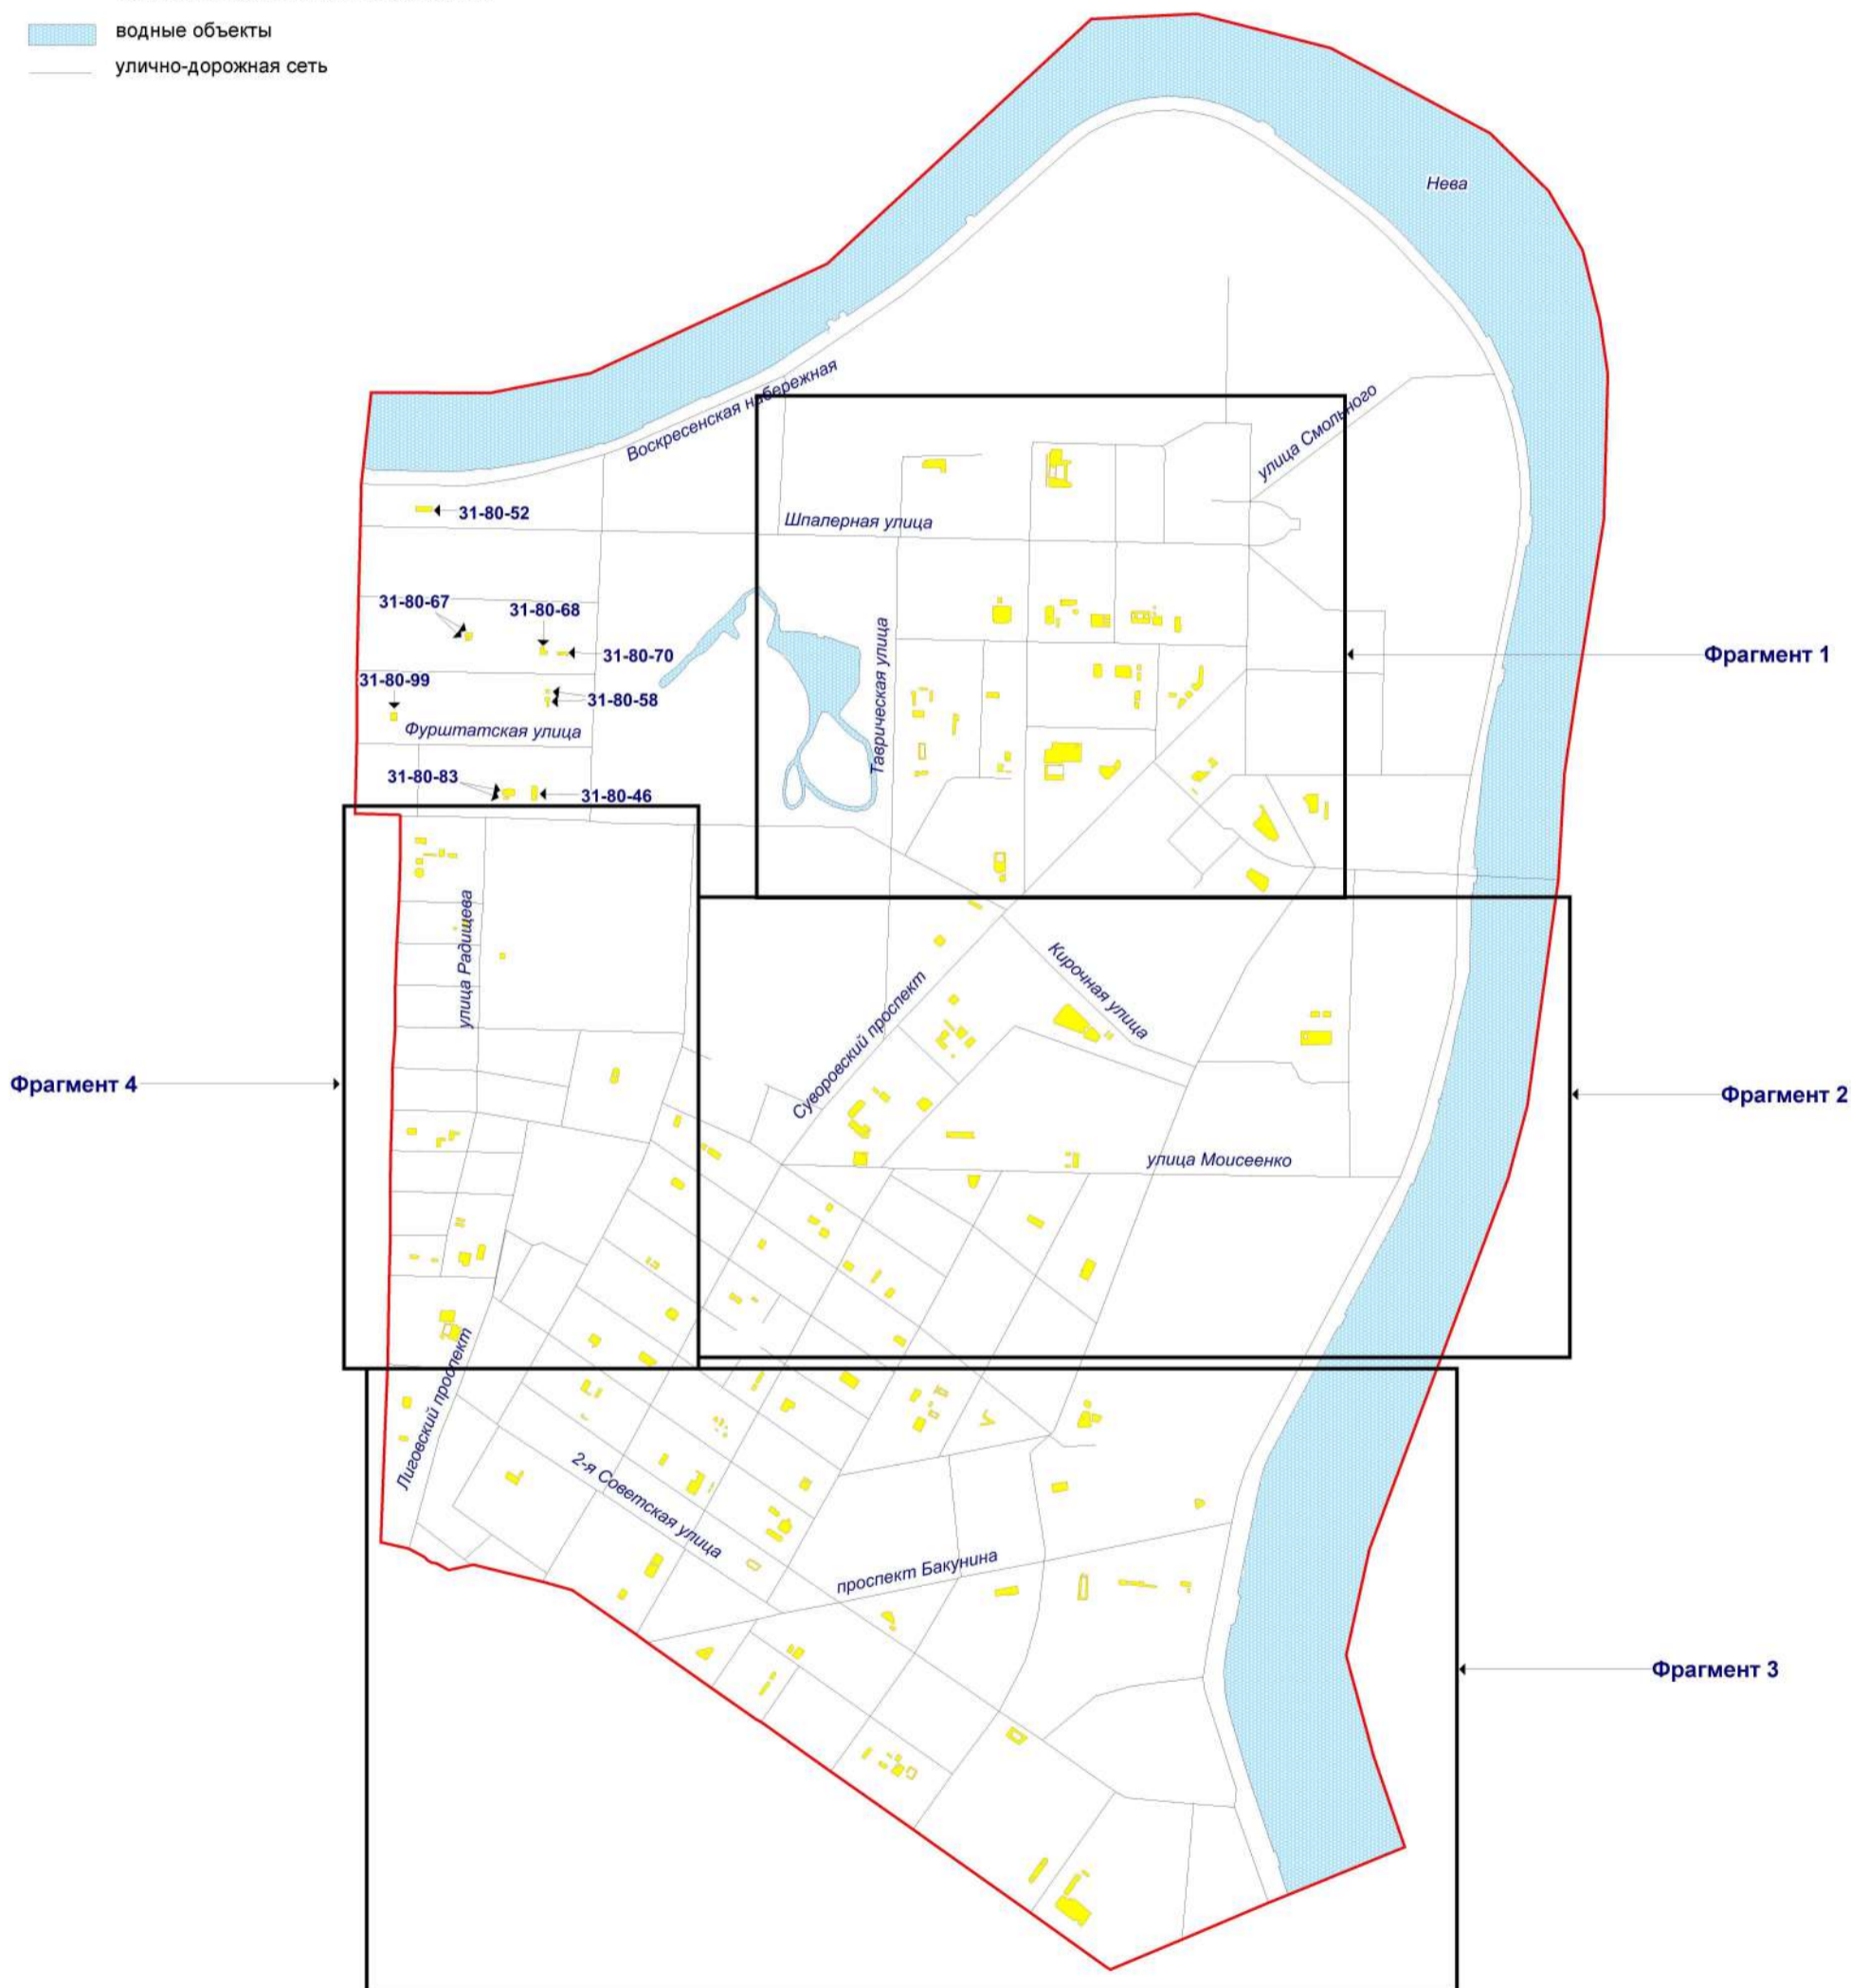 водные объекты
улично-дорожная сеть
Нева
Воскресенская набережная
улица Смольного
31-80-52
Шпалерная улица
31-80-67
31-80-68
31-80-70
Таврическая улица
Фрагмент 1
31-80-99
31-80-58
Фурштатская улица
31-80-83
31-80-46
улица Радищева
Кирочная улица
Суворовский проспект
Фрагмент 4
Фрагмент 2
улица Моисеенко
Лиговский проспект
2-я Советская улица
проспект Бакунина
Фрагмент 3